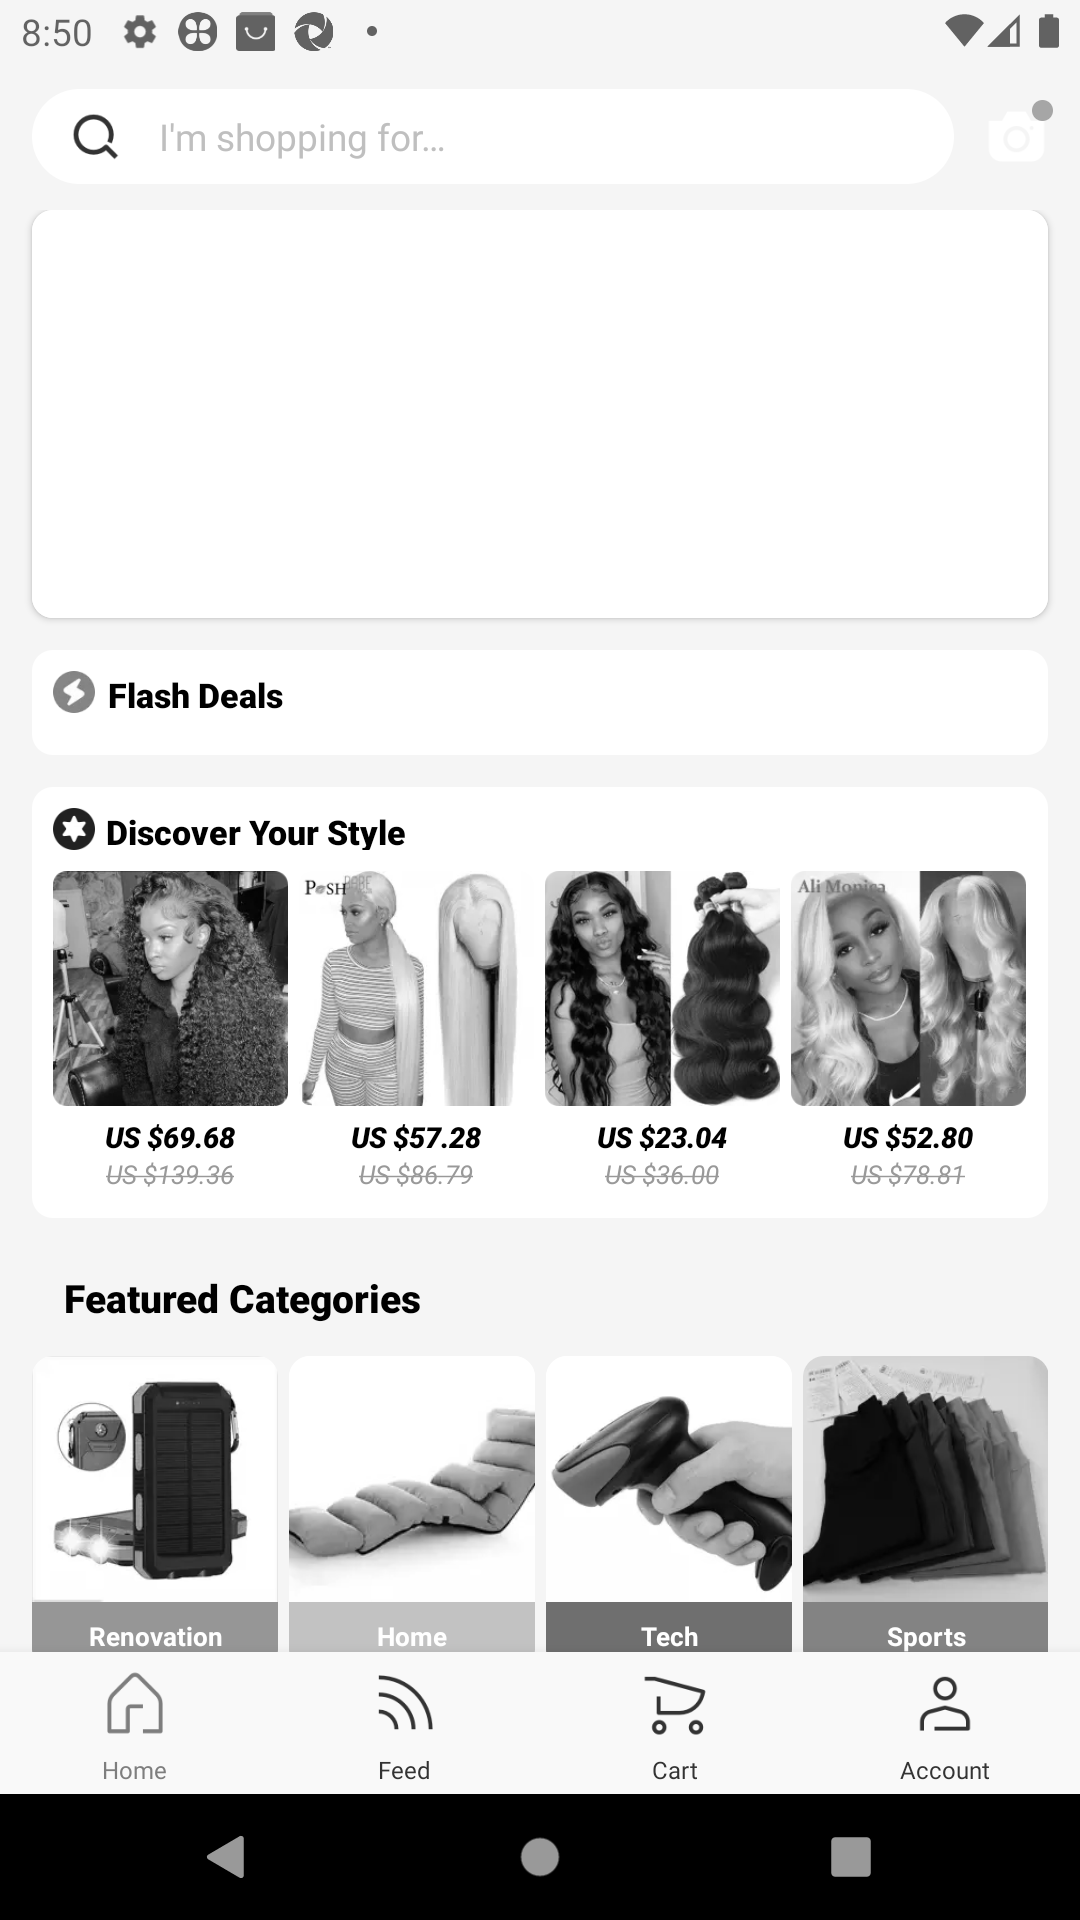 8:50
I'm shopping for...
Flash Deals
Discover Your Style
Ali Monica
US $69.68 US $57.28 US $23.04 US $52.80
US $139.36 US $86.79 US $36.00 US $78.81
Featured Categories
Renovation Home Tech Sports
Home Feed Cart Account